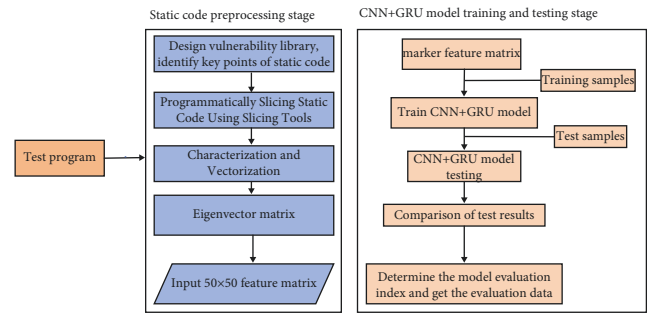 Static code preprocessing stage
CNN+GRU model training and testing stage
Test program
Design vulnerability library,
identify key points of static code
Programmatically Slicing Static
Code Using Slicing Tools
Characterization and
Vectorization
Eigenvector matrix
Input 50×50 feature matrix
marker feature matrix
Training samples
Train CNN+GRU model
Test samples
CNN+GRU model
testing
Comparison of test results
Determine the model evaluation
index and get the evaluation data